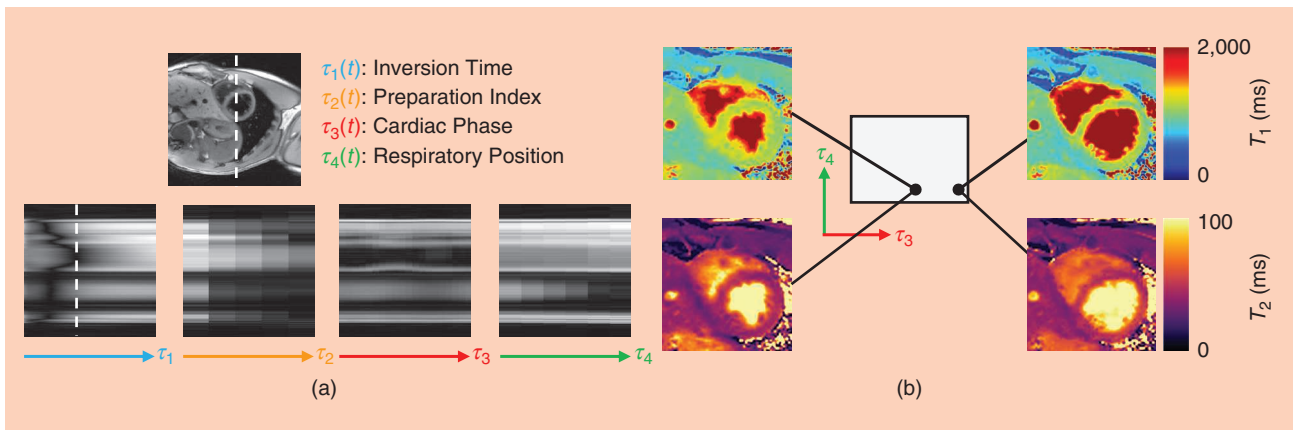 τ1(t): Inversion Time
τ2(t): Preparation Index
τ3(t): Cardiac Phase
τ4(t): Respiratory Position
τ1
τ2
τ3
τ4
(a)
τ4
τ3
2,000
T1 (ms)
0
100
T2 (ms)
0
(b)